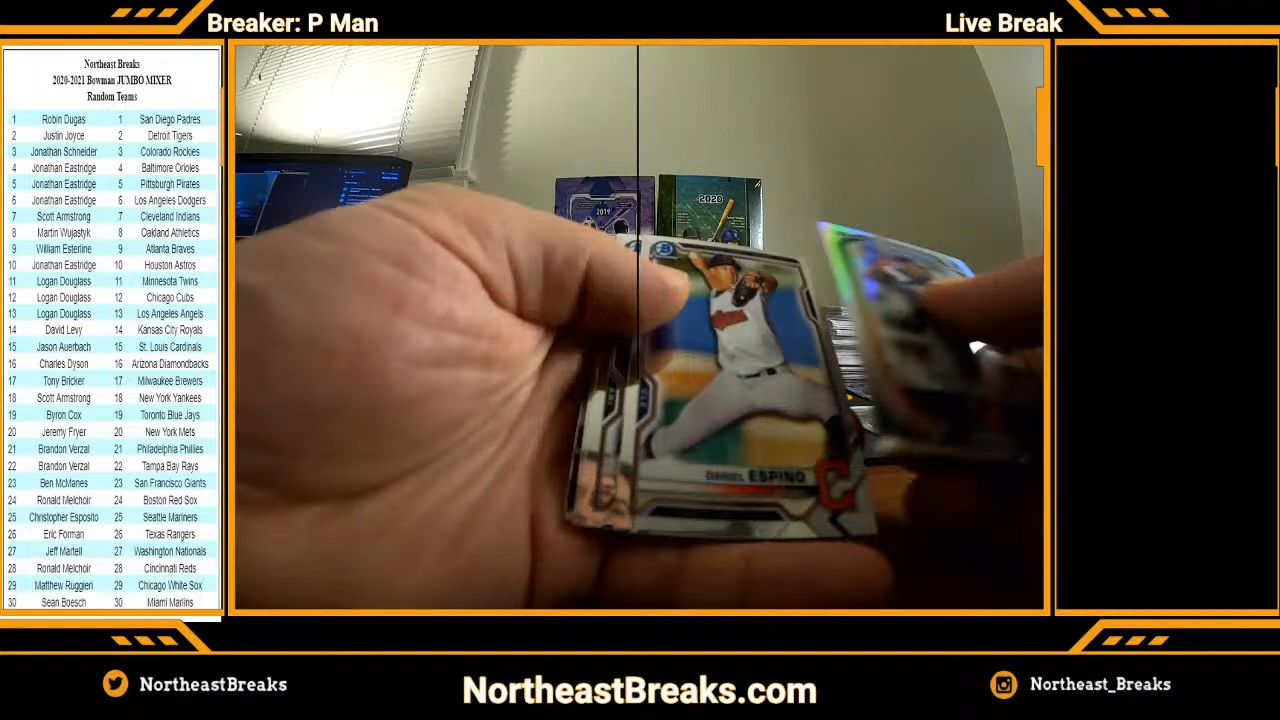 Breaker: P Man
Live Break
Northeast Breaks
2020-2021 Bowman JUMBO MIXER
Random Teams
1 Robin Dugas 1 San Diego Padres
2 Justin Joyce 2 Detroit Tigers
3 Jonathan Schneider 3 Colorado Rockies
4 Jonathan Eastridge 4 Baltimore Orioles
5 Jonathan Eastridge 5 Pittsburgh Pirates
6 Jonathan Eastridge 6 Los Angeles Dodgers
7 Scott Armstrong 7 Cleveland Indians
8 Martin Wujastyk 8 Oakland Athletics
9 William Esterline 9 Atlanta Braves
10 Jonathan Eastridge 10 Houston Astros
11 Logan Douglass 11 Minnesota Twins
12 Logan Douglass 12 Chicago Cubs
13 Logan Douglass 13 Los Angeles Angels
14 David Levy 14 Kansas City Royals
15 Jason Auerbach 15 St. Louis Cardinals
16 Charles Dyson 16 Arizona Diamondbacks
17 Tony Bricker 17 Milwaukee Brewers
18 Scott Armstrong 18 New York Yankees
19 Byron Cox 19 Toronto Blue Jays
20 Jeremy Fryer 20 New York Mets
21 Brandon Verzal 21 Philadelphia Phillies
22 Brandon Verzal 22 Tampa Bay Rays
23 Ben McManes 23 San Francisco Giants
24 Ronald Melchoir 24 Boston Red Sox
25 Christopher Esposito 25 Seattle Mariners
26 Eric Forman 26 Texas Rangers
27 Jeff Martell 27 Washington Nationals
28 Ronald Melchoir 28 Cincinnati Reds
29 Matthew Ruggieri 29 Chicago White Sox
30 Sean Boesch 30 Miami Marlins
2019
2020
DANIEL ESPINO
C
NortheastBreaks
NortheastBreaks.com
Northeast_Breaks